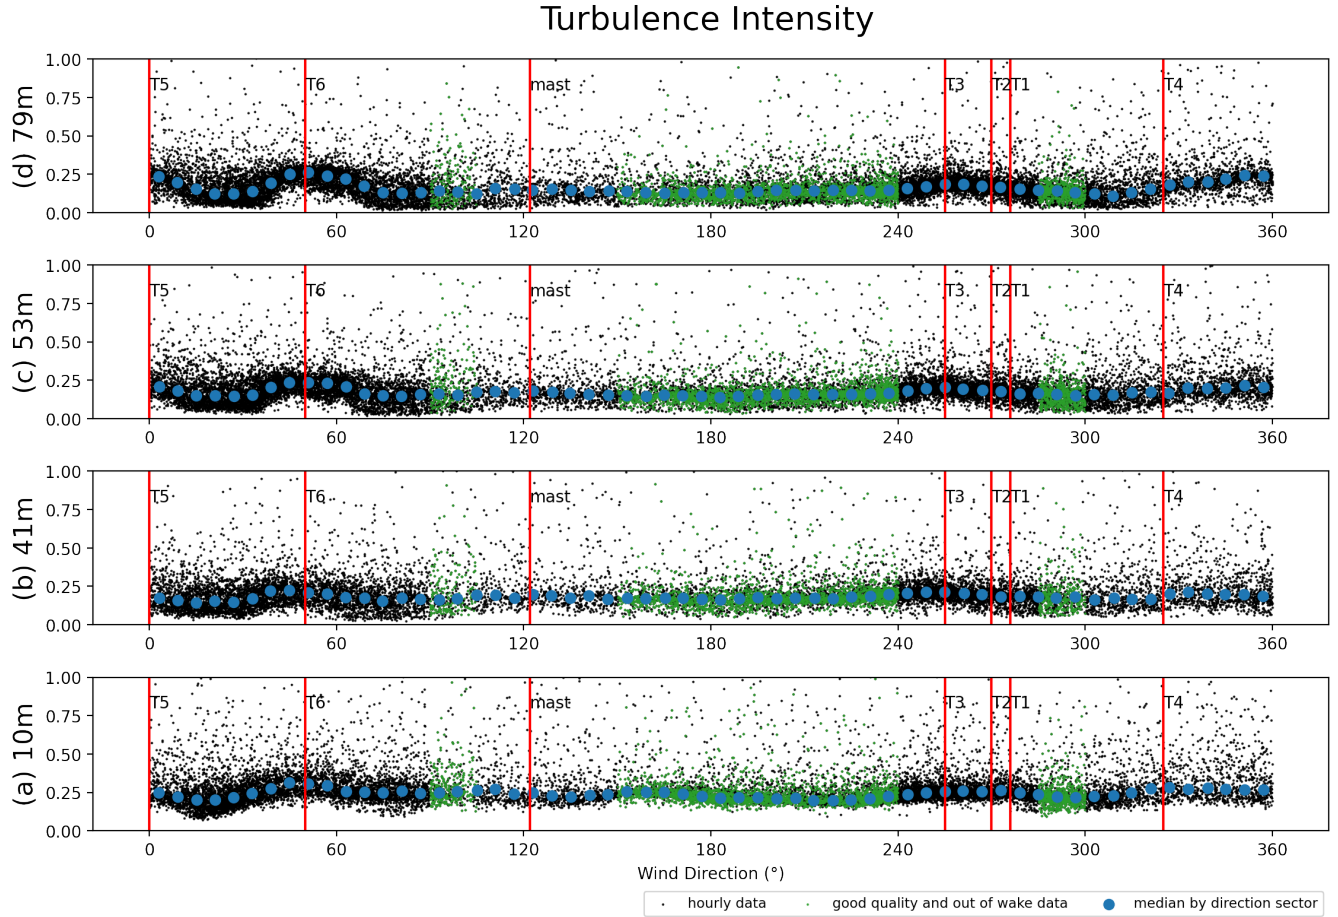 Turbulence Intensity
(d) 79m
1.00
0.75
0.50
0.25
0.00
T5
T6
mast
T3
T2
T1
T4
0 60 120 180 240 300 360
(c) 53m
1.00
0.75
0.50
0.25
0.00
T5
T6
mast
T3
T2
T1
T4
0 60 120 180 240 300 360
(b) 41m
1.00
0.75
0.50
0.25
0.00
T5
T6
mast
T3
T2
T1
T4
0 60 120 180 240 300 360
(a) 10m
1.00
0.75
0.50
0.25
0.00
T5
T6
mast
T3
T2
T1
T4
0 60 120 180 240 300 360
Wind Direction (°)
hourly data
good quality and out of wake data
median by direction sector